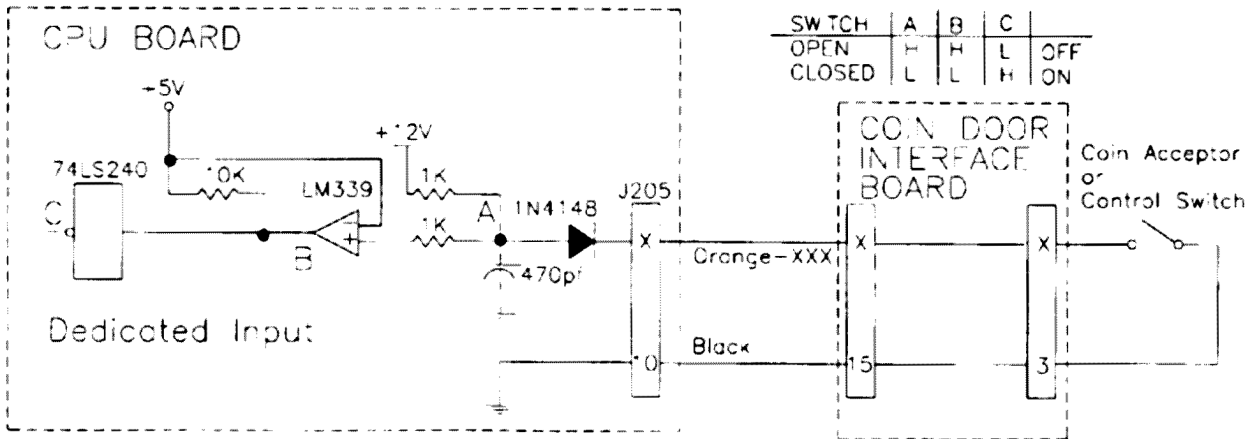 CPU BOARD
+5V
+12V
74LS240
10K
LM339
1K
1K
A
1N4148
J205
C
B
+
470pf
X
Orange-XXX
Dedicated Input
10
Black
SWITCH A B C
OPEN H H L OFF
CLOSED L L H ON
COIN DOOR
INTERFACE
BOARD
X
X
15
3
Coin Acceptor
or
Control Switch